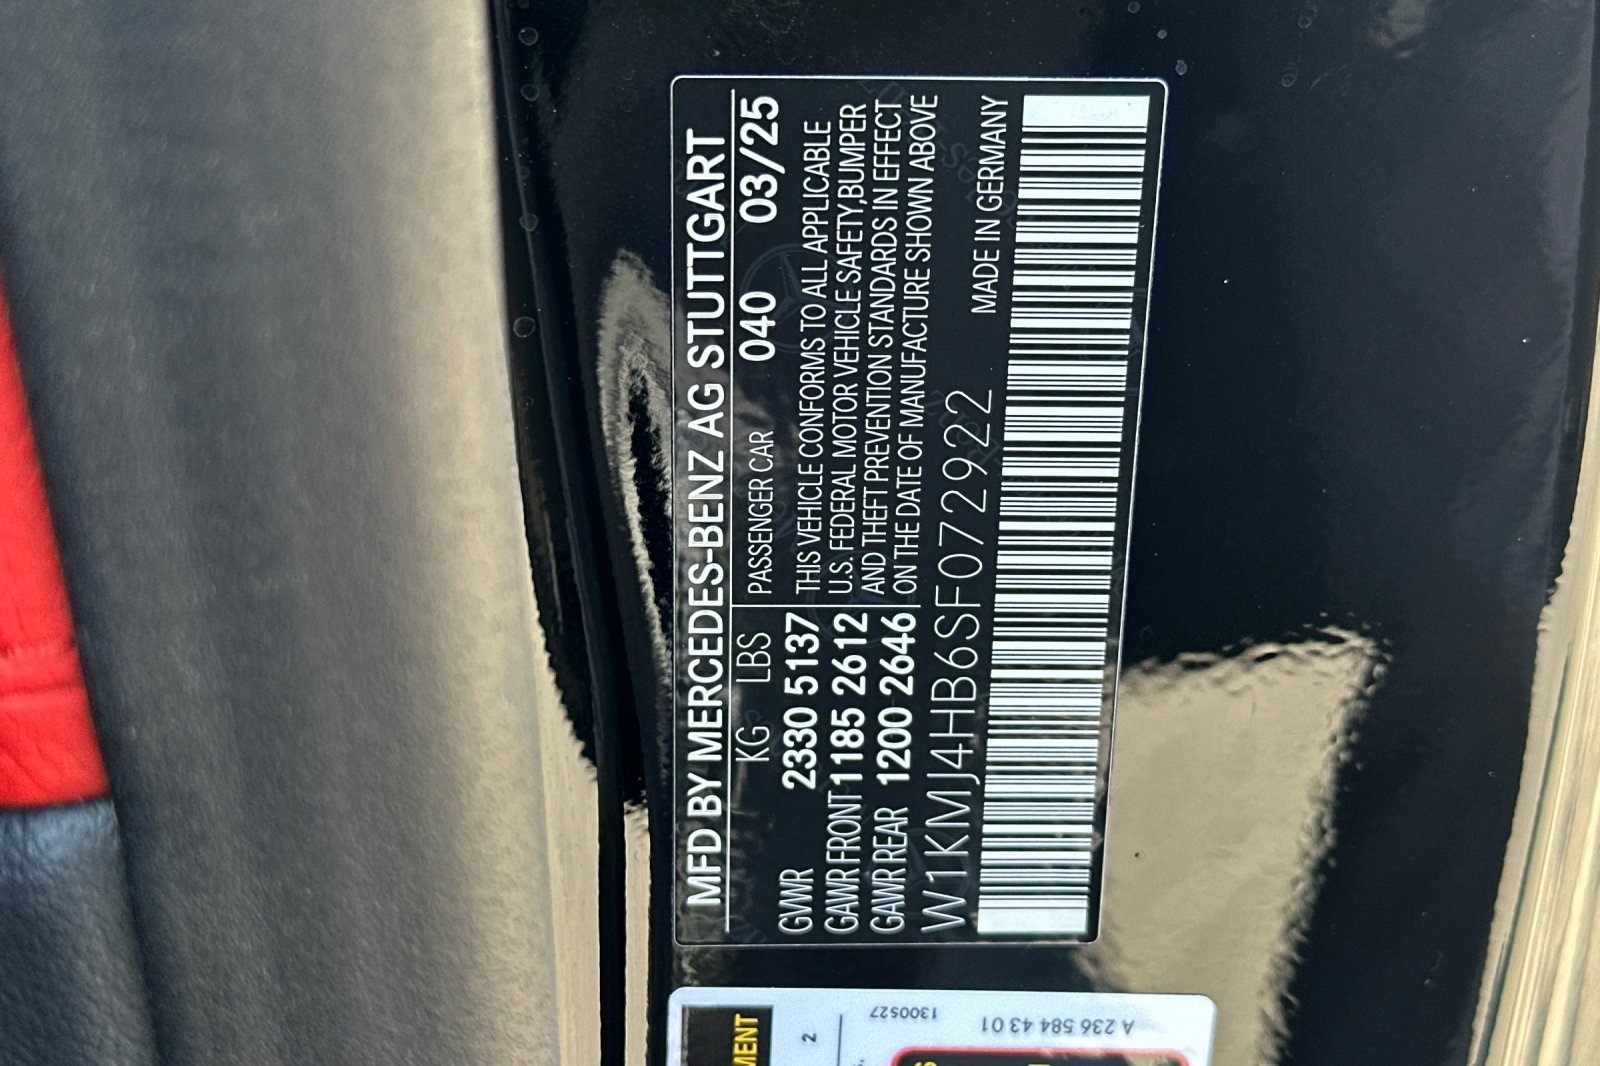 MFD BY MERCEDES-BENZ AG STUTTGART
KG LBS
GWWR 2330 5137
GAWR FRONT 1185 2612
GAWR REAR 1200 2646
PASSENGER CAR 040 03/25
THIS VEHICLE CONFORMS TO ALL APPLICABLE
U.S. FEDERAL MOTOR VEHICLE SAFETY,BUMPER
AND THEFT PREVENTION STANDARDS IN EFFECT
ON THE DATE OF MANUFACTURE SHOWN ABOVE
W1KMJ4HB6SF072922
MADE IN GERMANY
2
1300527
A 236 584 43 01